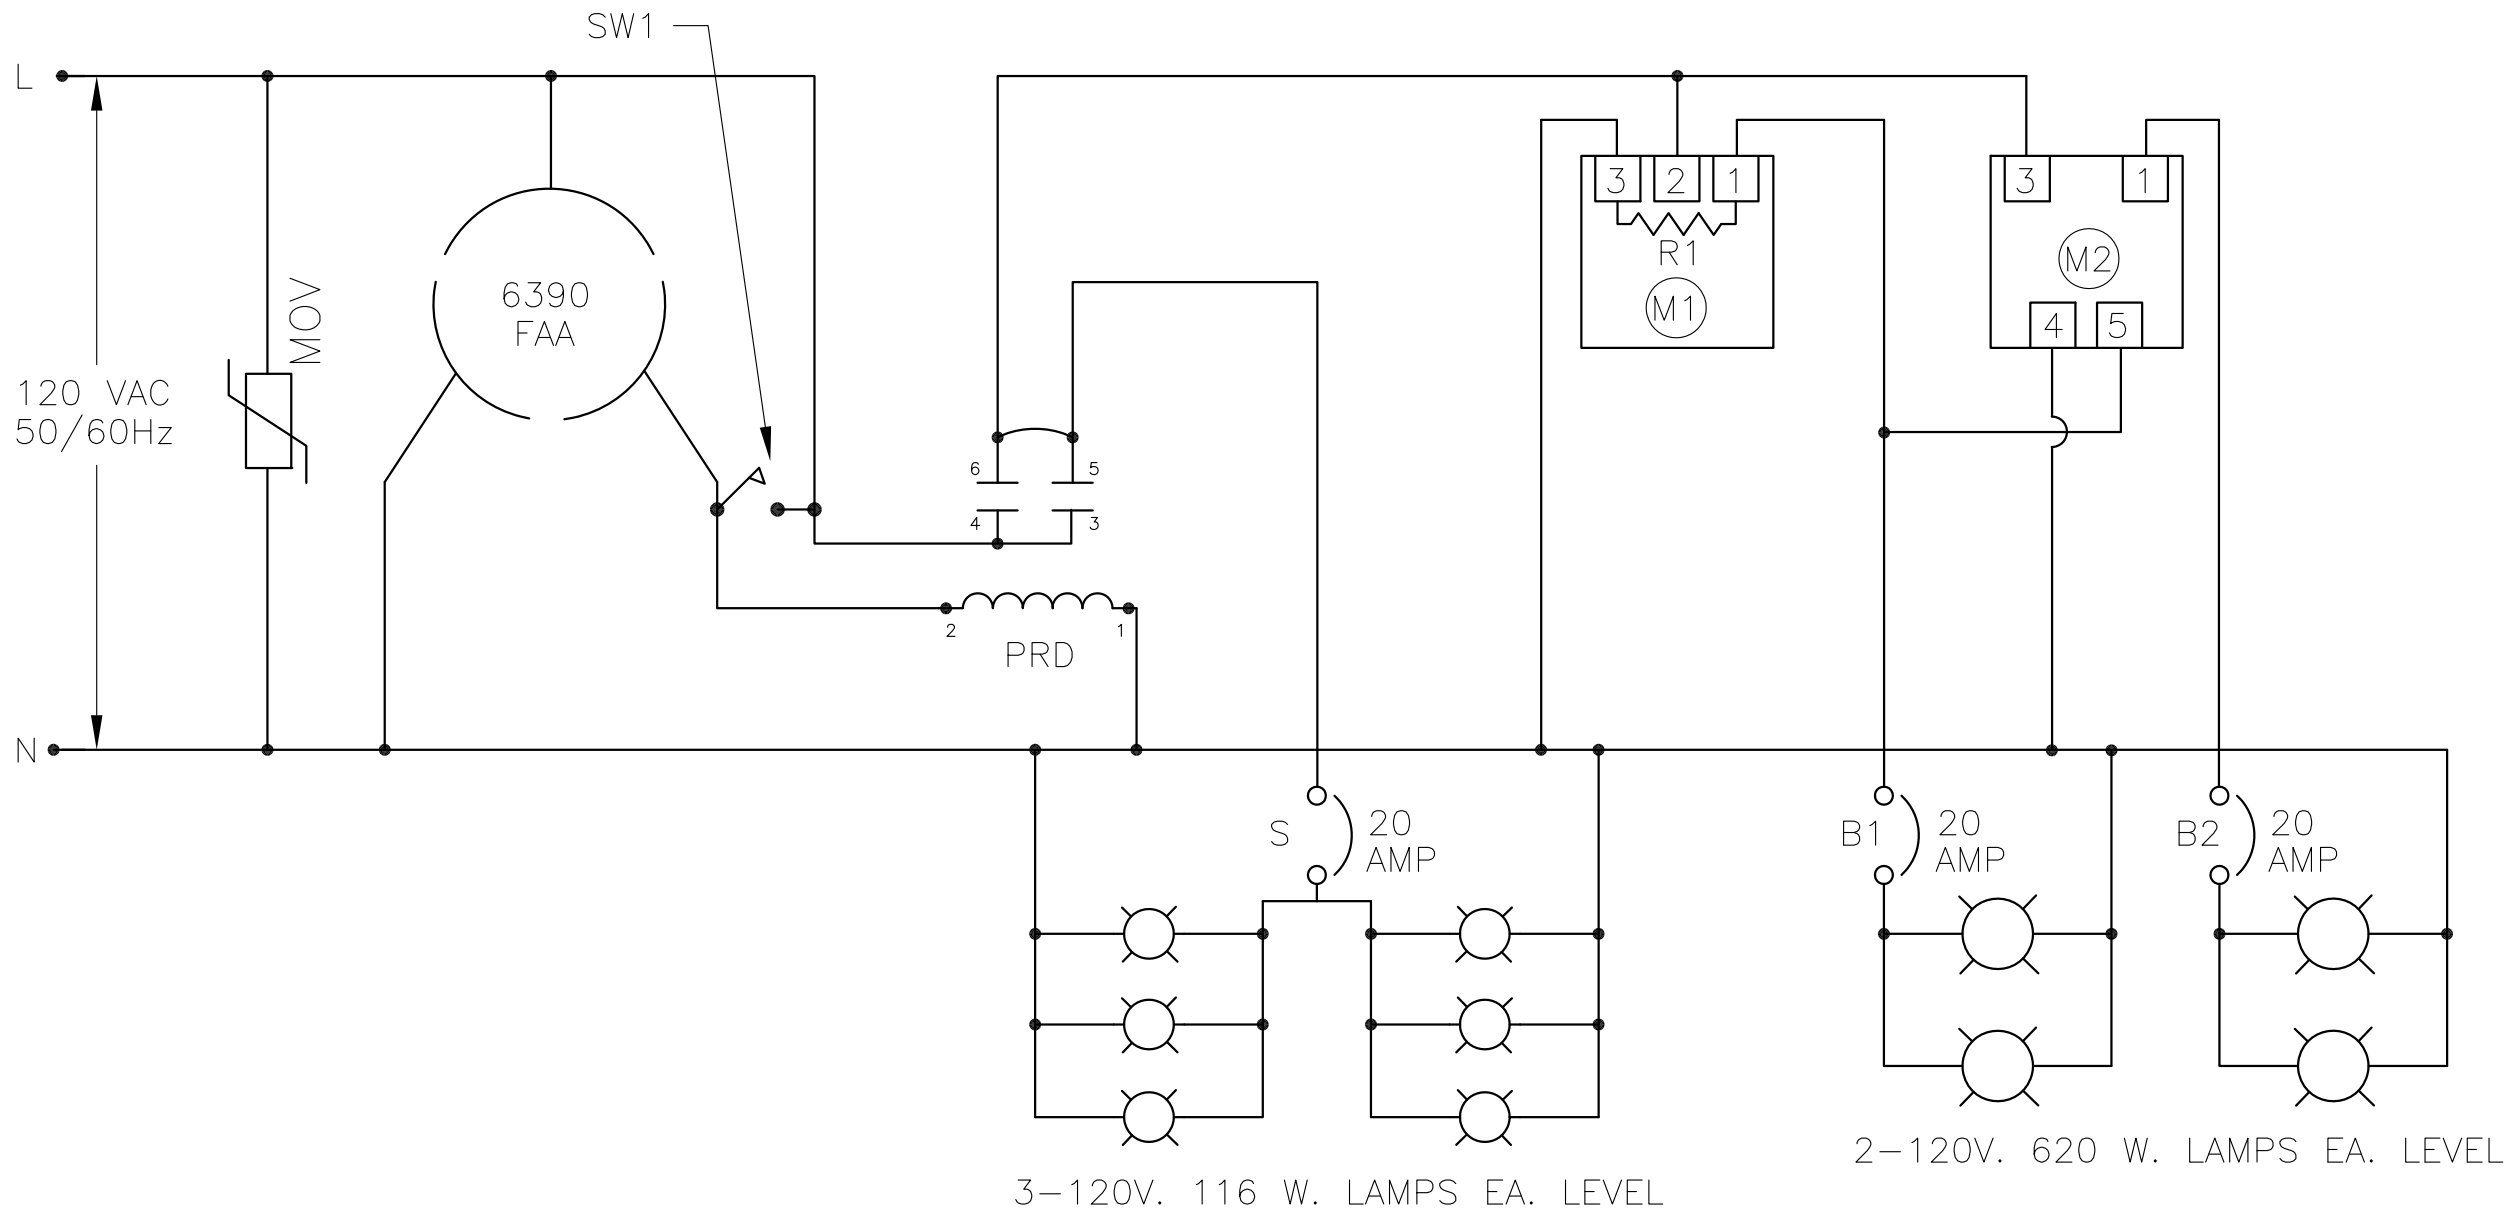 SW1
L
3
2
1
3
1
R1
M1
M2
4
5
6390
FAA
MOV
120 VAC
50/60Hz
6
5
4
3
2
1
PRD
N
S
20
AMP
B1
20
AMP
B2
20
AMP
2-120V. 620 W. LAMPS EA. LEVEL
3-120V. 116 W. LAMPS EA. LEVEL